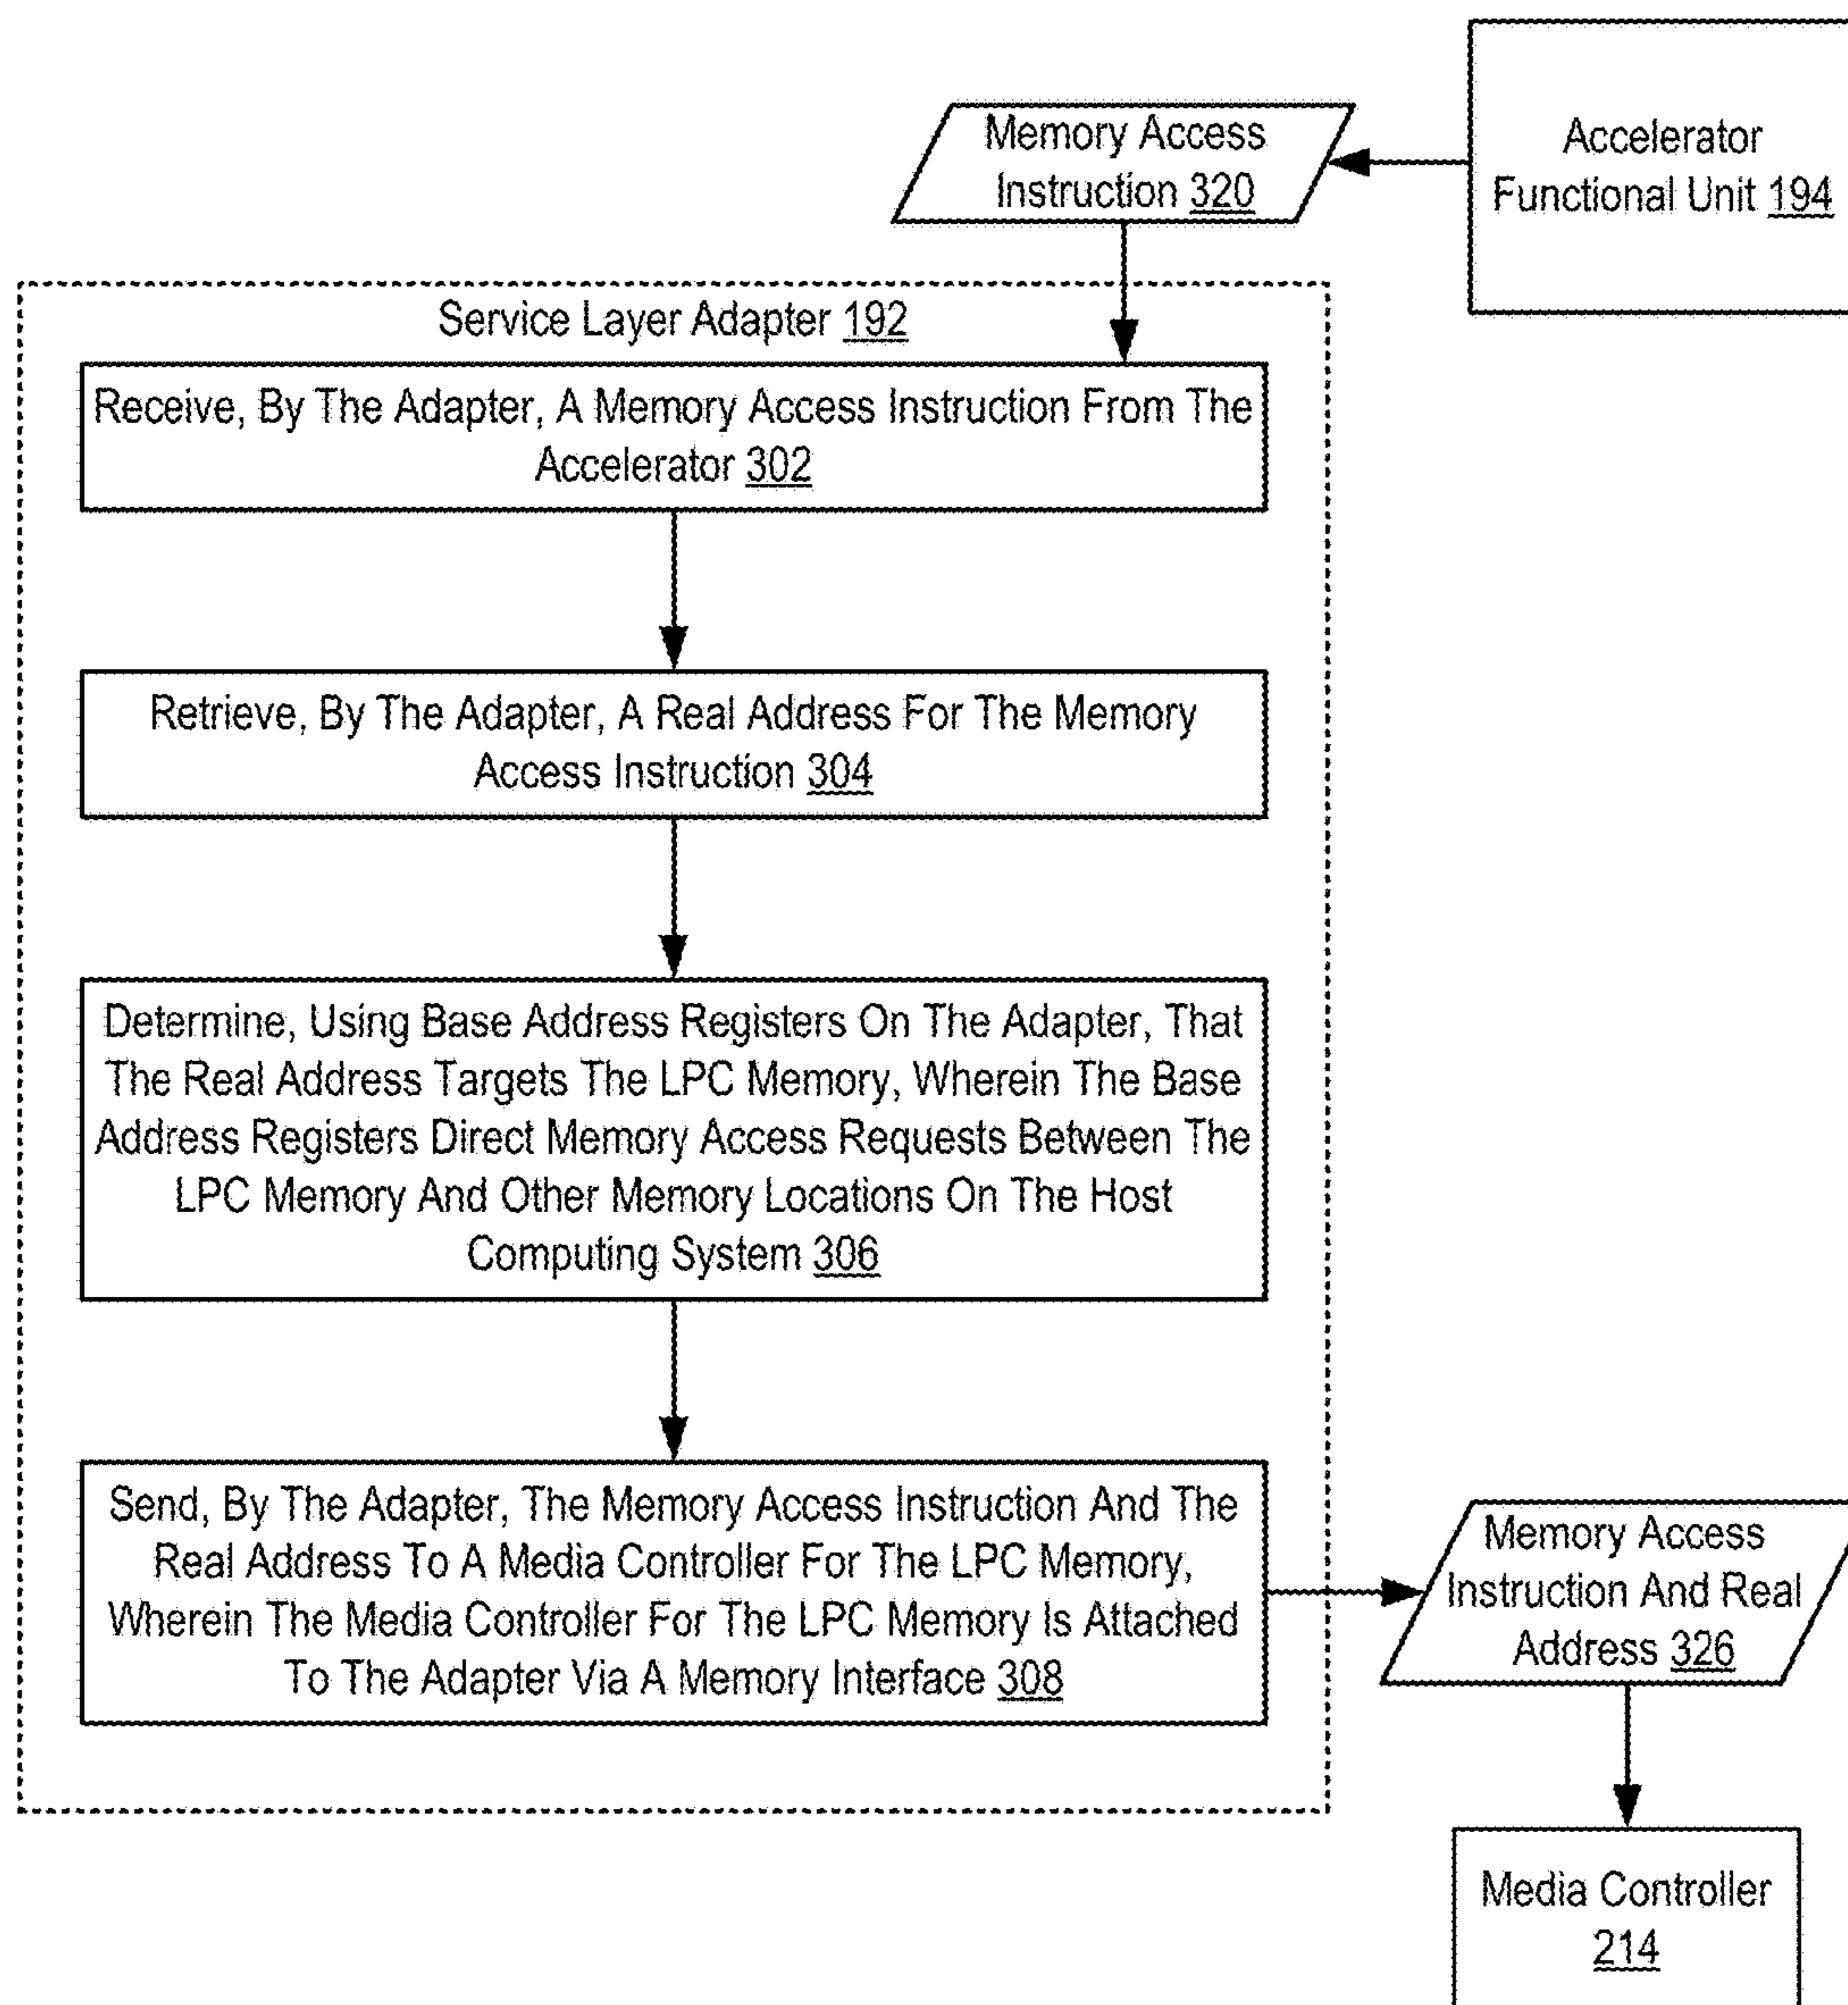 Accelerator
Functional Unit 194
Memory Access
Instruction 320
Service Layer Adapter 192
Receive, By The Adapter, A Memory Access Instruction From The
Accelerator 302
Retrieve, By The Adapter, A Real Address For The Memory
Access Instruction 304
Determine, Using Base Address Registers On The Adapter, That
The Real Address Targets The LPC Memory, Wherein The Base
Address Registers Direct Memory Access Requests Between The
LPC Memory And Other Memory Locations On The Host
Computing System 306
Send, By The Adapter, The Memory Access Instruction And The
Real Address To A Media Controller For The LPC Memory,
Wherein The Media Controller For The LPC Memory Is Attached
To The Adapter Via A Memory Interface 308
Memory Access
Instruction And Real
Address 326
Media Controller
214